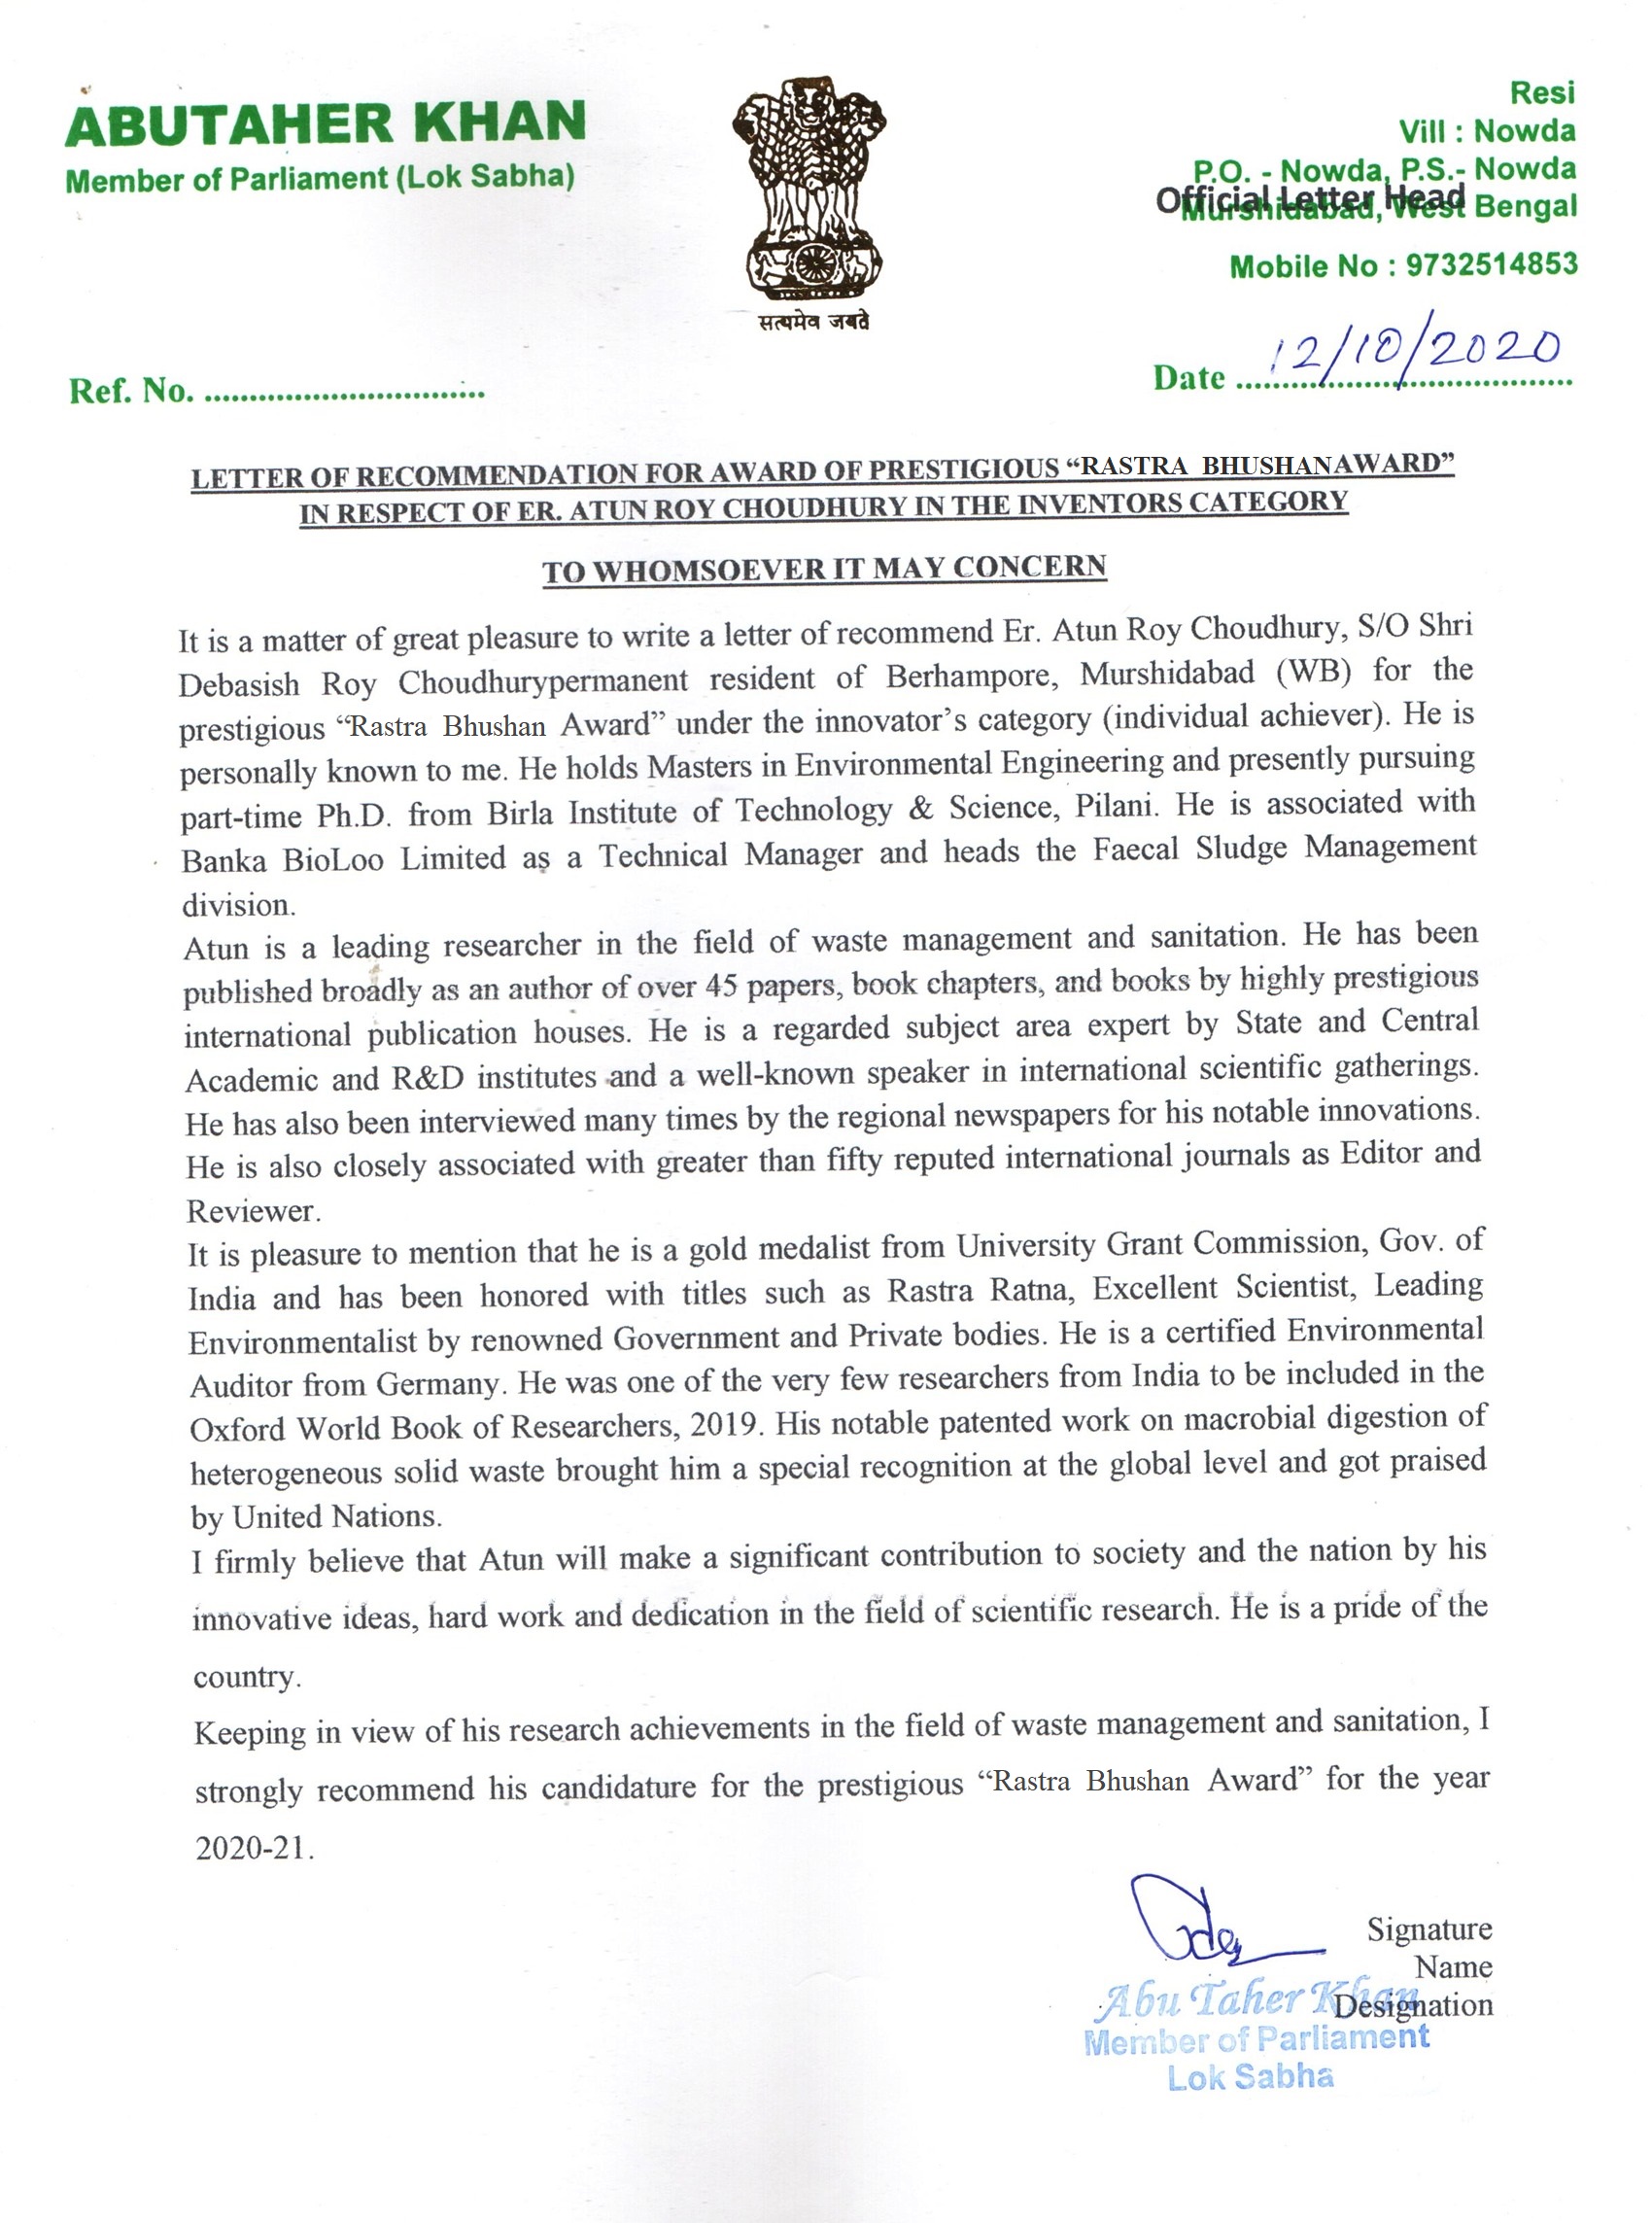 ABUTAHER KHAN
Member of Parliament (Lok Sabha)
सत्यमेव जयते
Resi
Vill : Nowda
P.O. - Nowda, P.S.- Nowda
Official Letter Head
Murshidabad, West Bengal
Mobile No : 9732514853
Ref. No. ................................
Date ........................................
12/10/2020
LETTER OF RECOMMENDATION FOR AWARD OF PRESTIGIOUS “RASTRA BHUSHANAWARD”
IN RESPECT OF ER. ATUN ROY CHOUDHURY IN THE INVENTORS CATEGORY
TO WHOMSOEVER IT MAY CONCERN
It is a matter of great pleasure to write a letter of recommend Er. Atun Roy Choudhury, S/O Shri
Debasish Roy Choudhurypermanent resident of Berhampore, Murshidabad (WB) for the
prestigious “Rastra Bhushan Award” under the innovator’s category (individual achiever). He is
personally known to me. He holds Masters in Environmental Engineering and presently pursuing
part-time Ph.D. from Birla Institute of Technology & Science, Pilani. He is associated with
Banka BioLoo Limited as a Technical Manager and heads the Faecal Sludge Management
division.
Atun is a leading researcher in the field of waste management and sanitation. He has been
published broadly as an author of over 45 papers, book chapters, and books by highly prestigious
international publication houses. He is a regarded subject area expert by State and Central
Academic and R&D institutes and a well-known speaker in international scientific gatherings.
He has also been interviewed many times by the regional newspapers for his notable innovations.
He is also closely associated with greater than fifty reputed international journals as Editor and
Reviewer.
It is pleasure to mention that he is a gold medalist from University Grant Commission, Gov. of
India and has been honored with titles such as Rastra Ratna, Excellent Scientist, Leading
Environmentalist by renowned Government and Private bodies. He is a certified Environmental
Auditor from Germany. He was one of the very few researchers from India to be included in the
Oxford World Book of Researchers, 2019. His notable patented work on macrobial digestion of
heterogeneous solid waste brought him a special recognition at the global level and got praised
by United Nations.
I firmly believe that Atun will make a significant contribution to society and the nation by his
innovative ideas, hard work and dedication in the field of scientific research. He is a pride of the
country.
Keeping in view of his research achievements in the field of waste management and sanitation, I
strongly recommend his candidature for the prestigious “Rastra Bhushan Award” for the year
2020-21.
Signature
Name
Designation
Abu Taher Khan
Member of Parliament
Lok Sabha